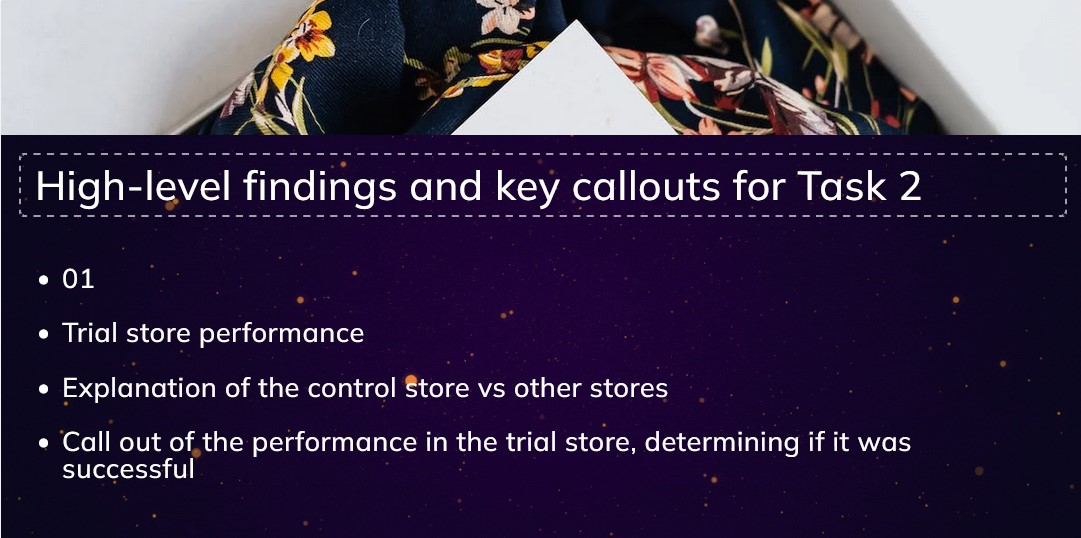 High-level findings and key callouts for Task 2
• 01
• Trial store performance
• Explanation of the control store vs other stores
• Call out of the performance in the trial store, determining if it was
successful